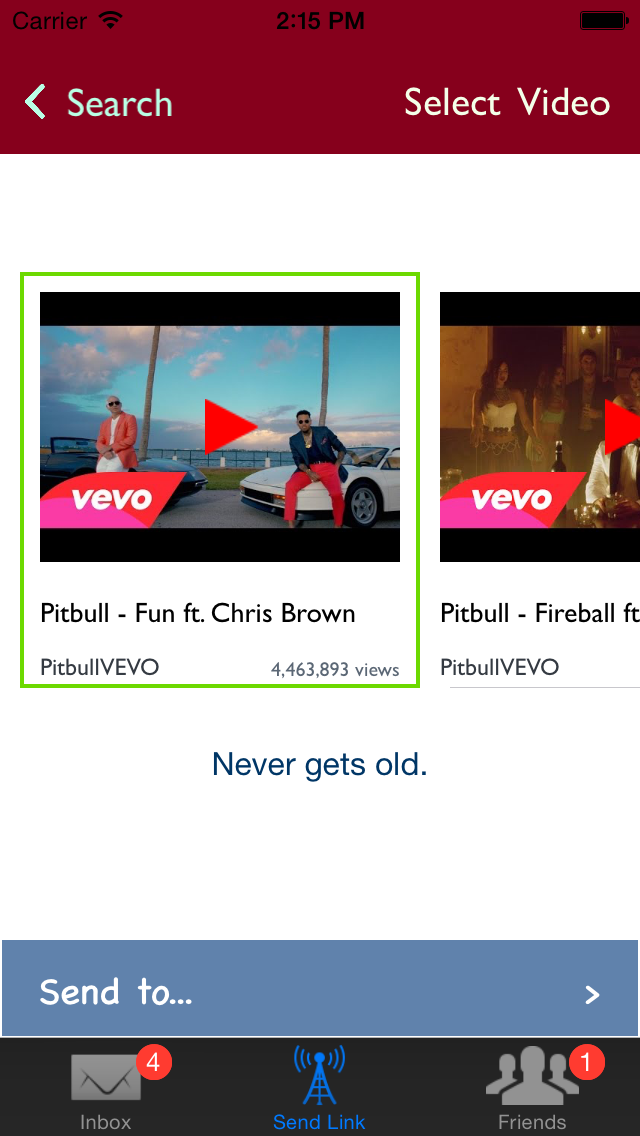 Carrier 2:15 PM
Search Select Video
vevo vevo
Pitbull - Fun ft. Chris Brown Pitbull - Fireball ft
PitbullVEVO 4,463,893 views PitbullVEVO
Never gets old.
Send to... >
4 1
Inbox Send Link Friends